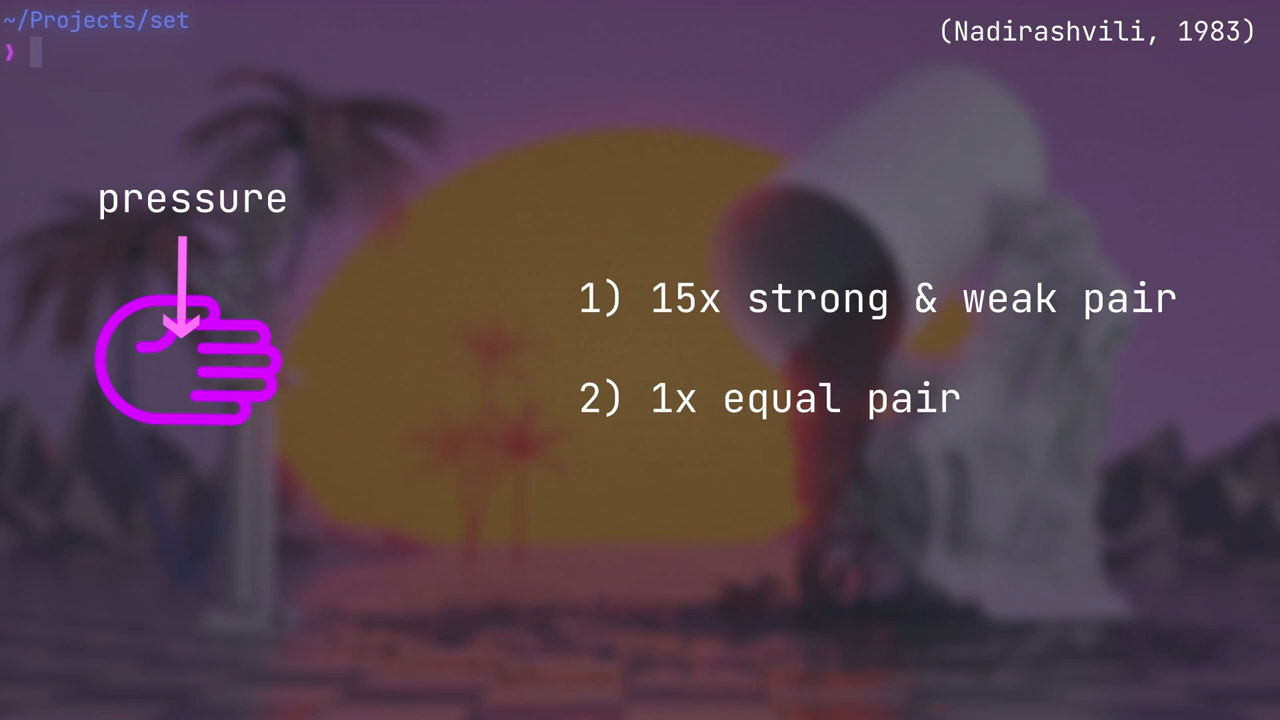 ~/Projects/set
❯
(Nadirashvili, 1983)
pressure
1) 15x strong & weak pair
2) 1x equal pair